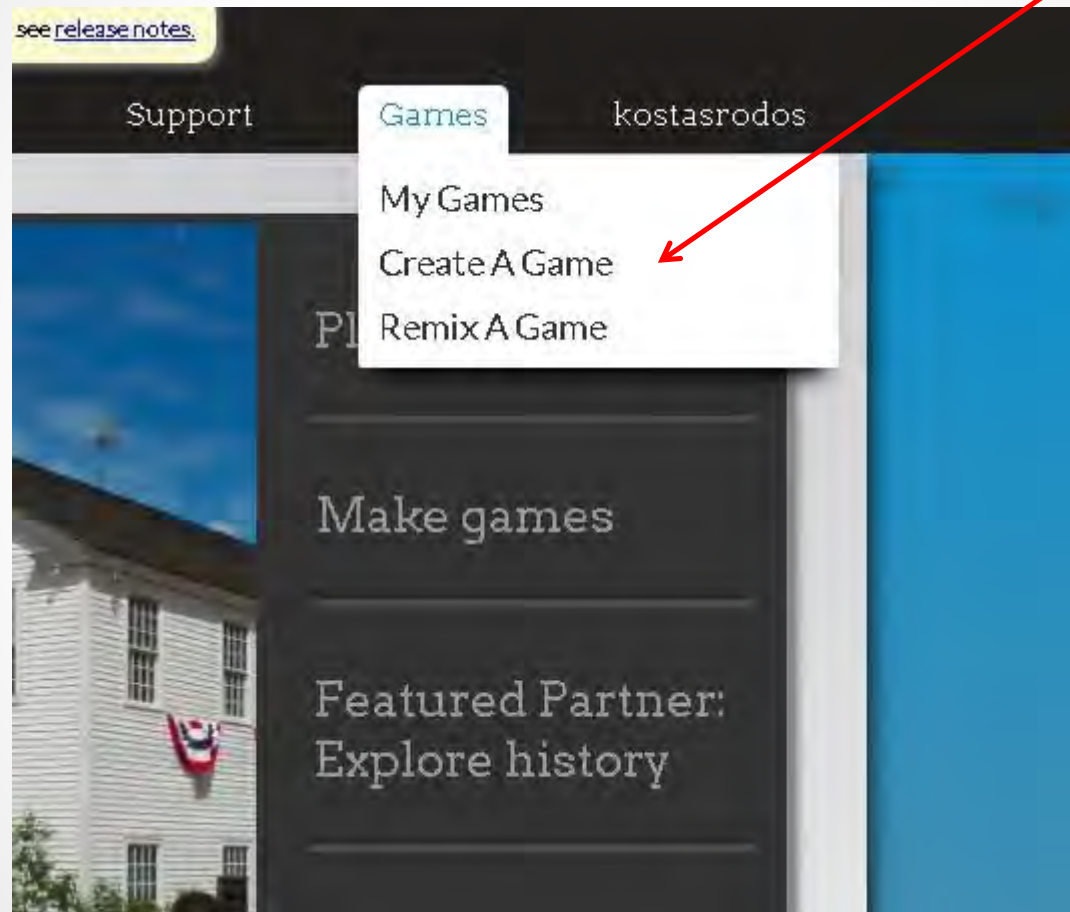 see release notes.
Support
Games
kostasrodos
My Games
Create A Game
Remix A Game
Make games
Featured Partner:
Explore history